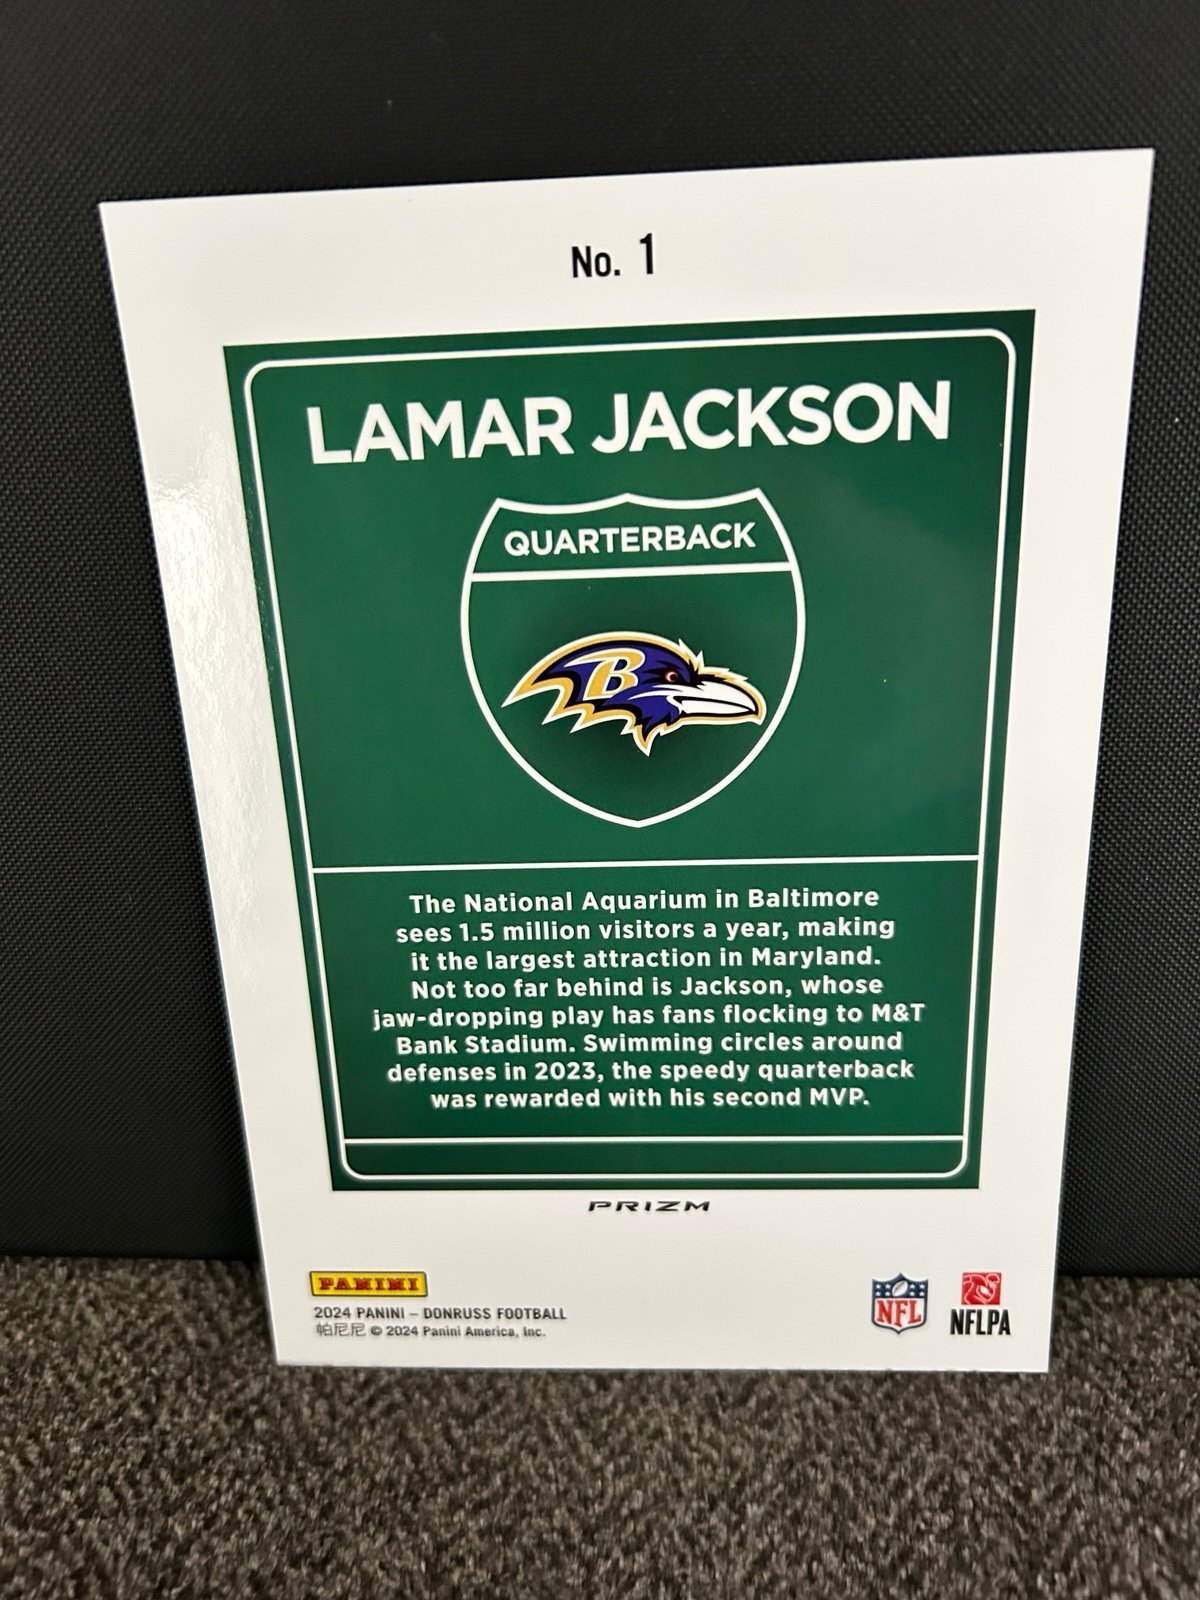 No. 1
LAMAR JACKSON
QUARTERBACK
B
The National Aquarium in Baltimore
sees 1.5 million visitors a year, making
it the largest attraction in Maryland.
Not too far behind is Jackson, whose
jaw-dropping play has fans flocking to M&T
Bank Stadium. Swimming circles around
defenses in 2023, the speedy quarterback
was rewarded with his second MVP.
PRIZM
PANINI
2024 PANINI – DONRUSS FOOTBALL
帕尼尼 © 2024 Panini America, Inc.
NFL
NFLPA